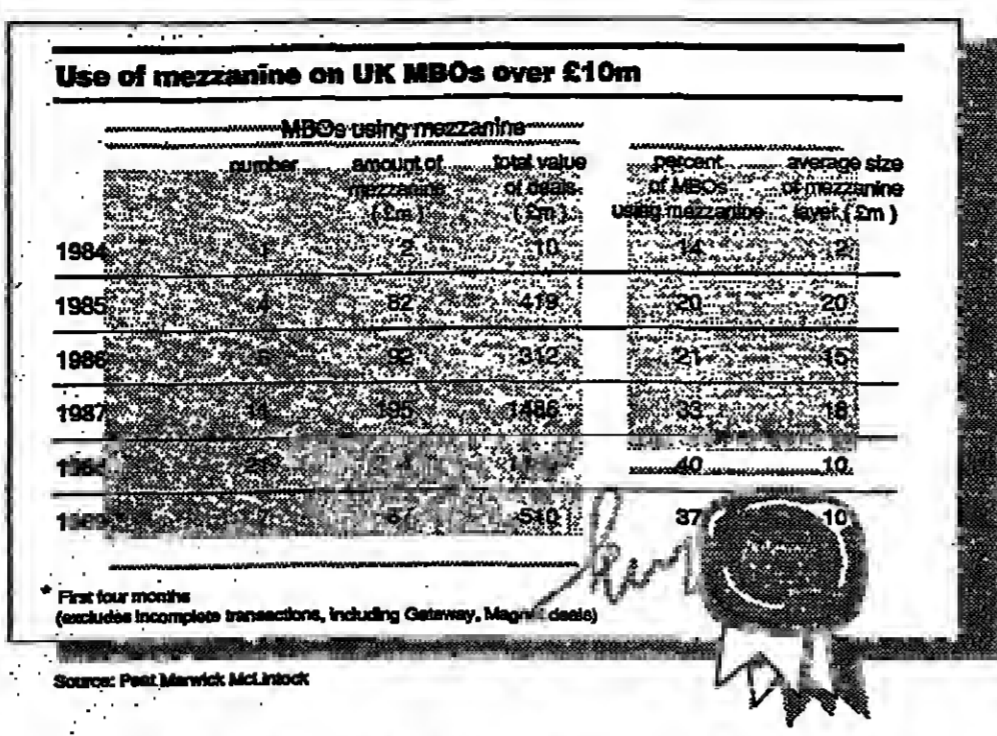 Use of mezzanine on UK MBOs over £10m
MBOs using mezzanine
number amount of total value percent average size
mezzanine of deals of MBOs of mezzanine
(£m) (£m) using mezzanine layer (£m)
1984 1 2 10 14 2
1985 4 82 419 20 20
1986 6 92 312 21 15
1987 11 195 1486 33 18
40 10
510 37 10
* First four months
(excludes incomplete transactions, including Gateway, Magnet deals)
Source: Peat Marwick McLintock